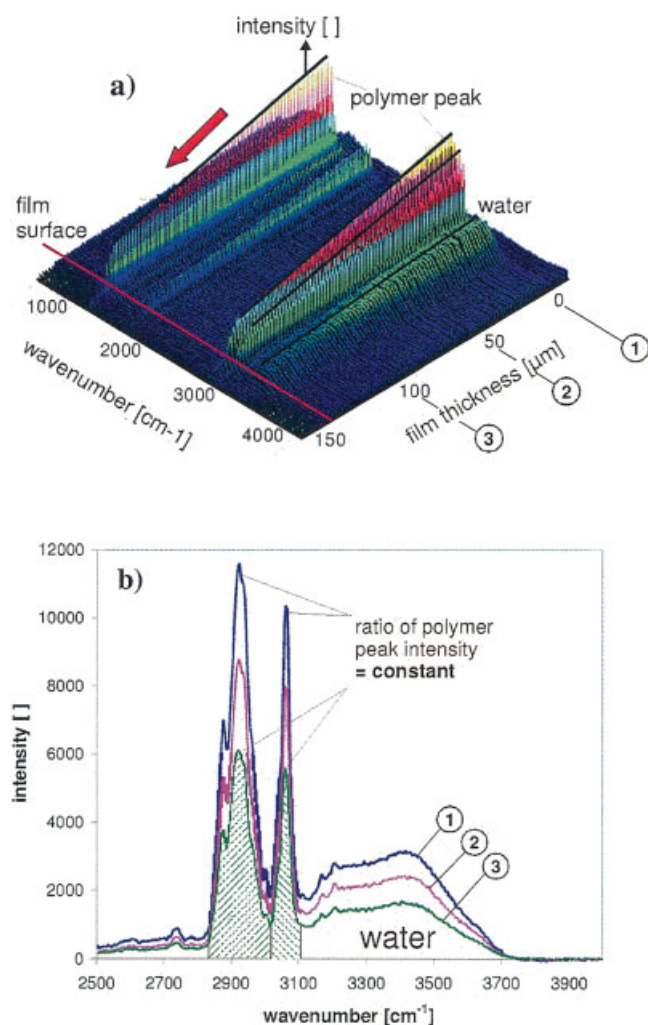 intensity [ ]
a)
polymer peak
film
surface
water
1000
2000
3000
4000
wavenumber [cm-1]
0
50
100
150
film thickness [µm]
1
2
3
b)
12000
10000
8000
6000
4000
2000
0
intensity [ ]
ratio of polymer
peak intensity
= constant
1
2
3
water
2500 2700 2900 3100 3300 3500 3700 3900
wavenumber [cm⁻¹]